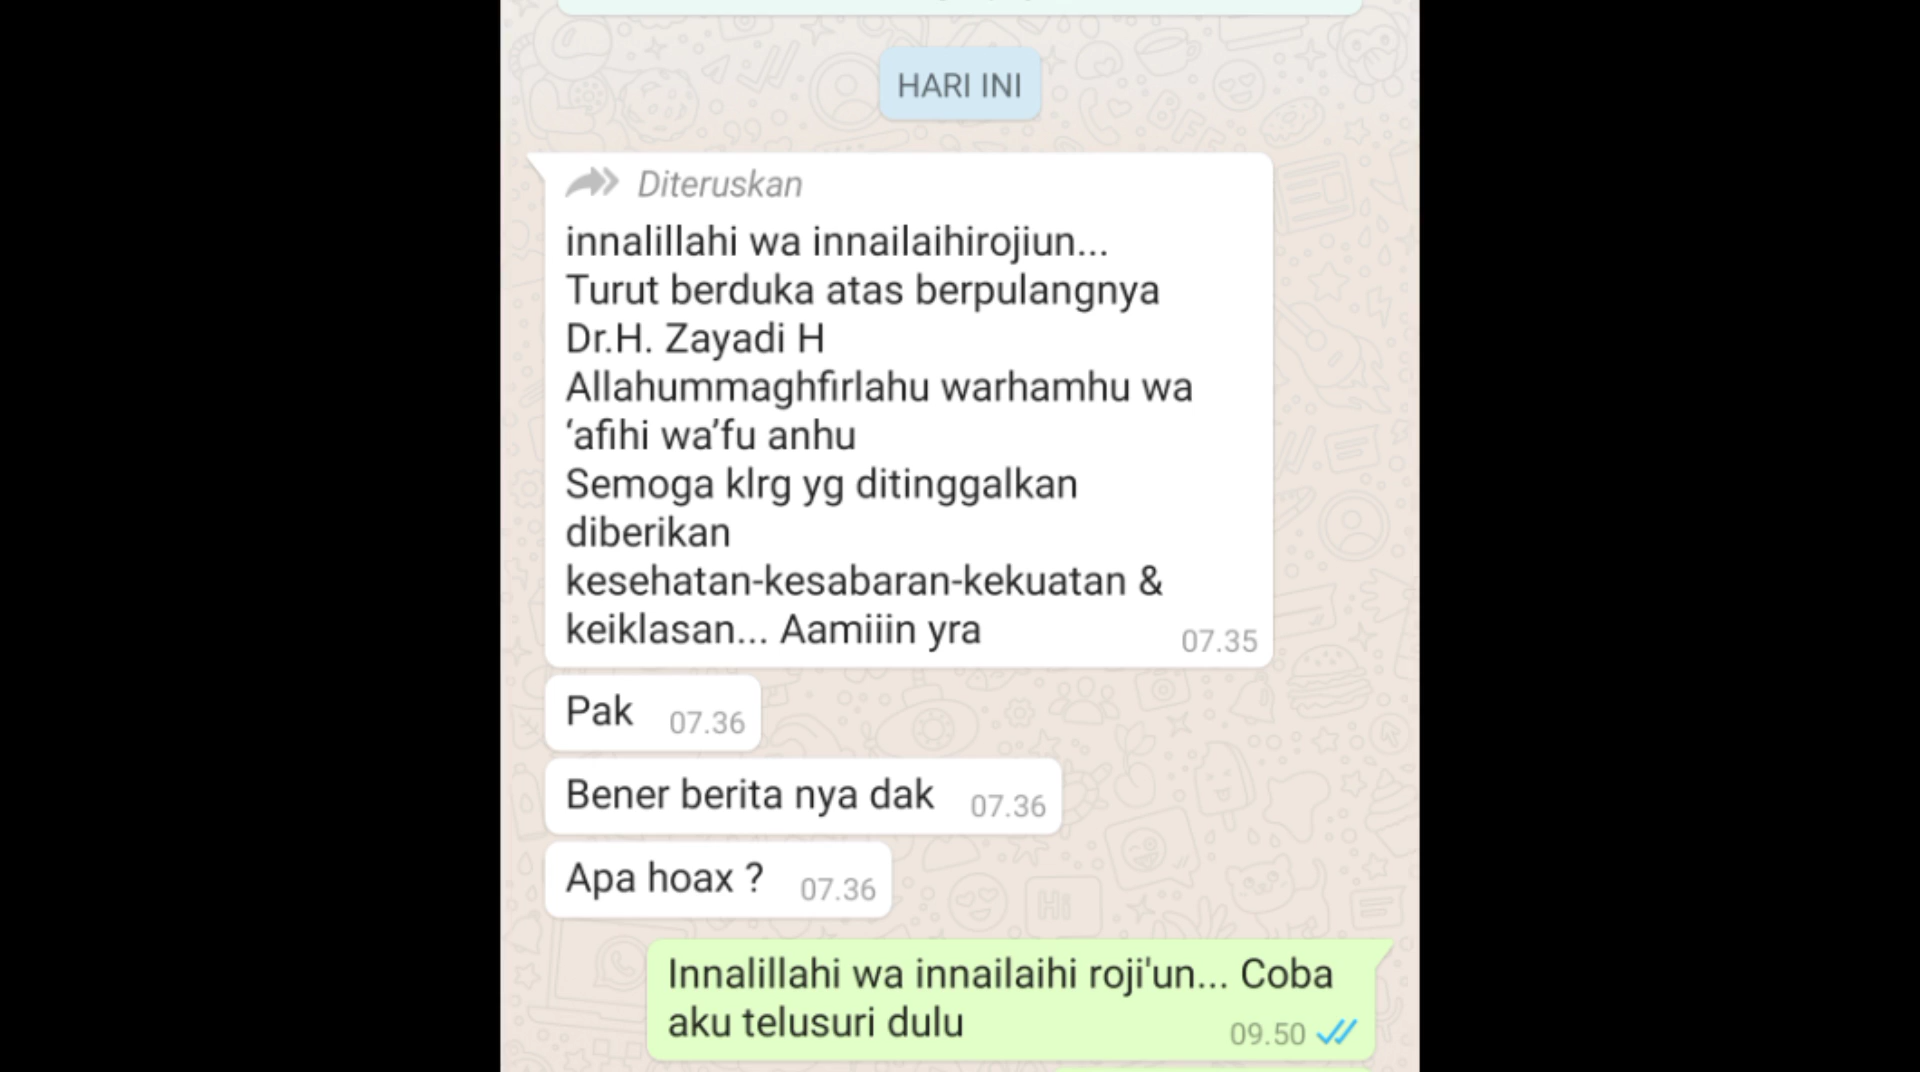 HARI INI
Diteruskan
innalillahi wa innailaihirojiun...
Turut berduka atas berpulangnya
Dr.H. Zayadi H
Allahummaghfirlahu warhamhu wa
‘afihi wa’fu anhu
Semoga klrg yg ditinggalkan
diberikan
kesehatan-kesabaran-kekuatan &
keiklasan... Aamiiin yra
07.35
Pak 07.36
Bener berita nya dak 07.36
Apa hoax ? 07.36
Innalillahi wa innailaihi roji'un... Coba
aku telusuri dulu
09.50